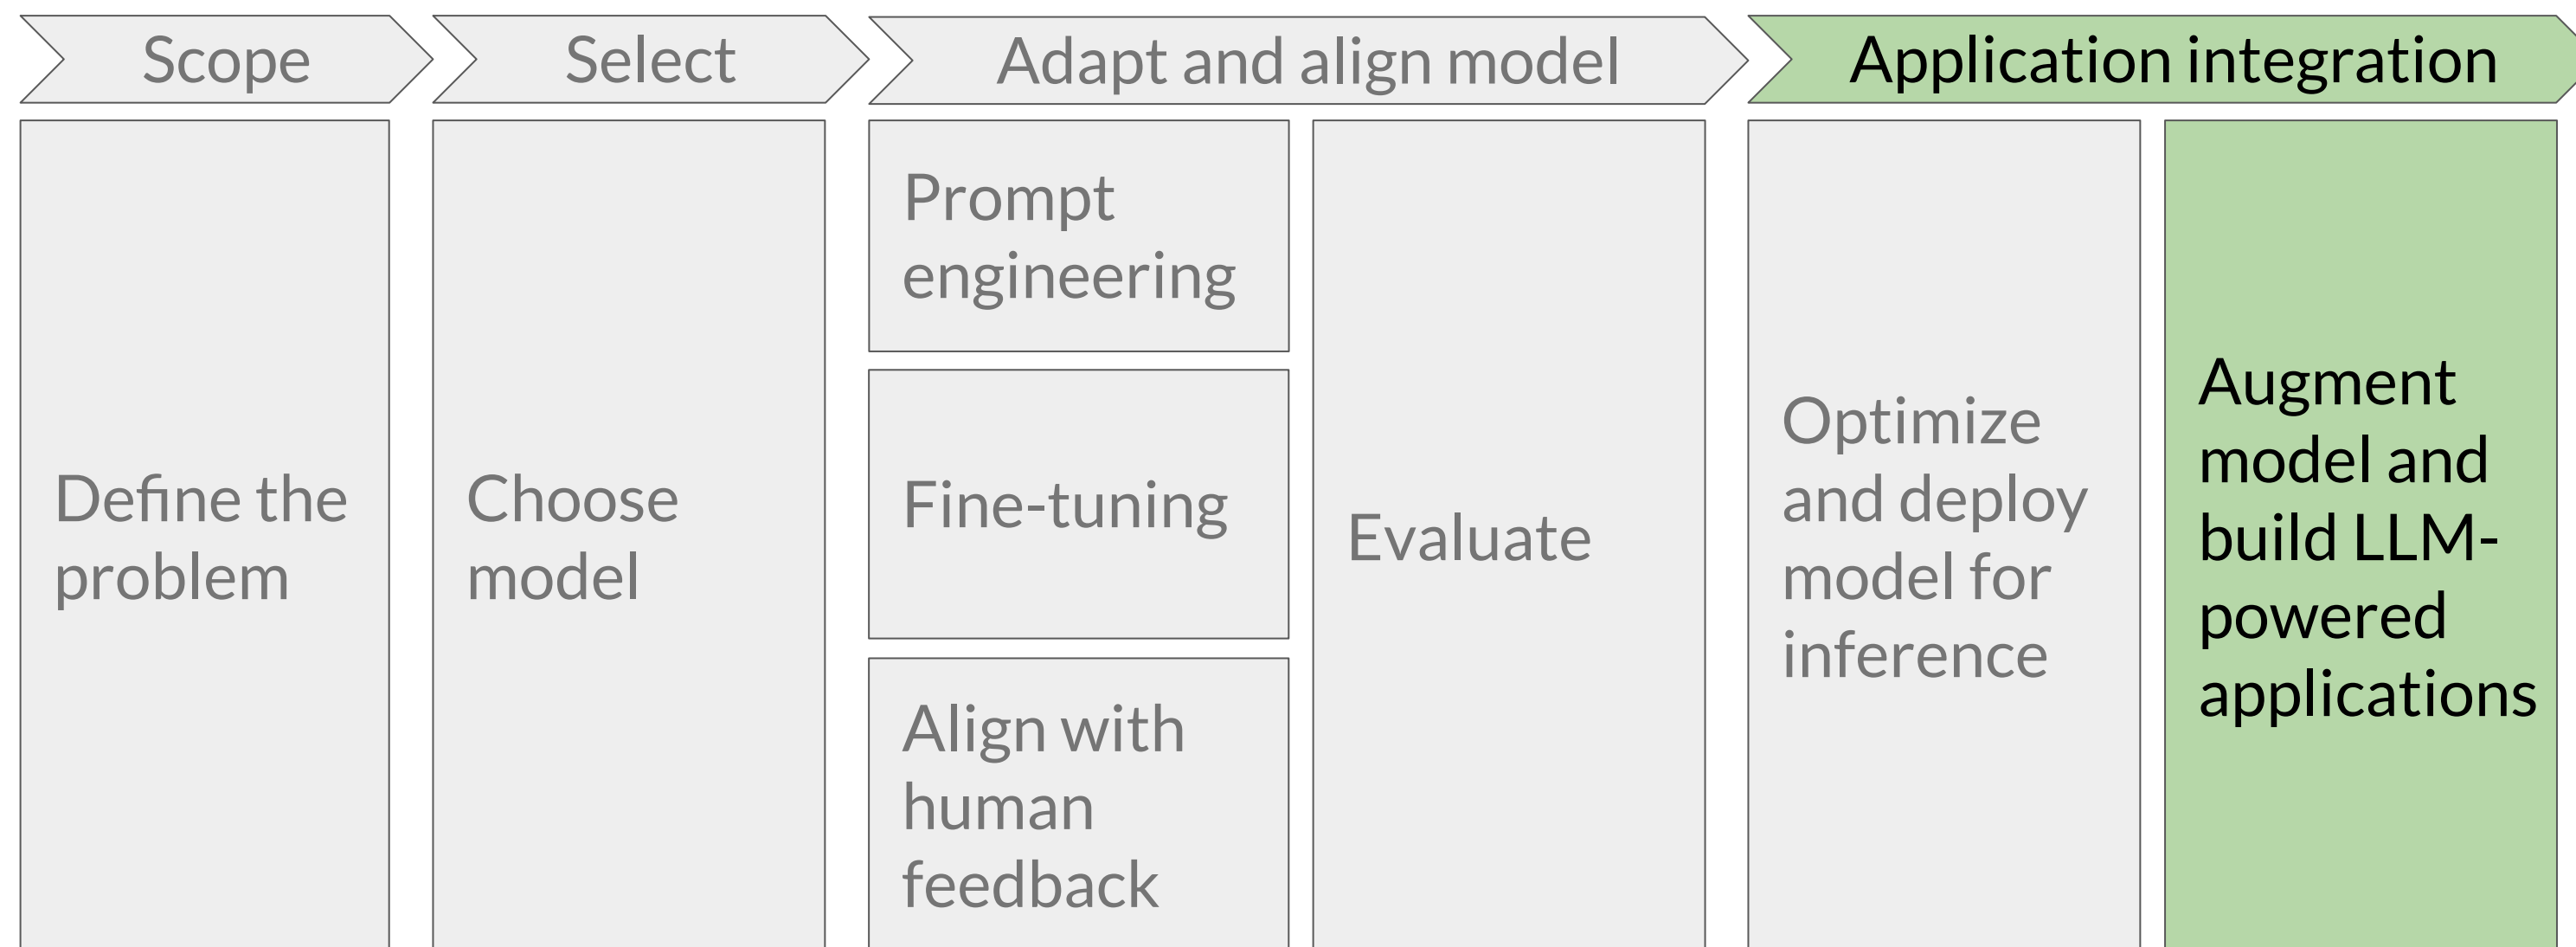 Scope
Select
Adapt and align model
Application integration
Define the
problem
Choose
model
Prompt
engineering
Fine-tuning
Align with
human
feedback
Evaluate
Optimize
and deploy
model for
inference
Augment
model and
build LLM-
powered
applications